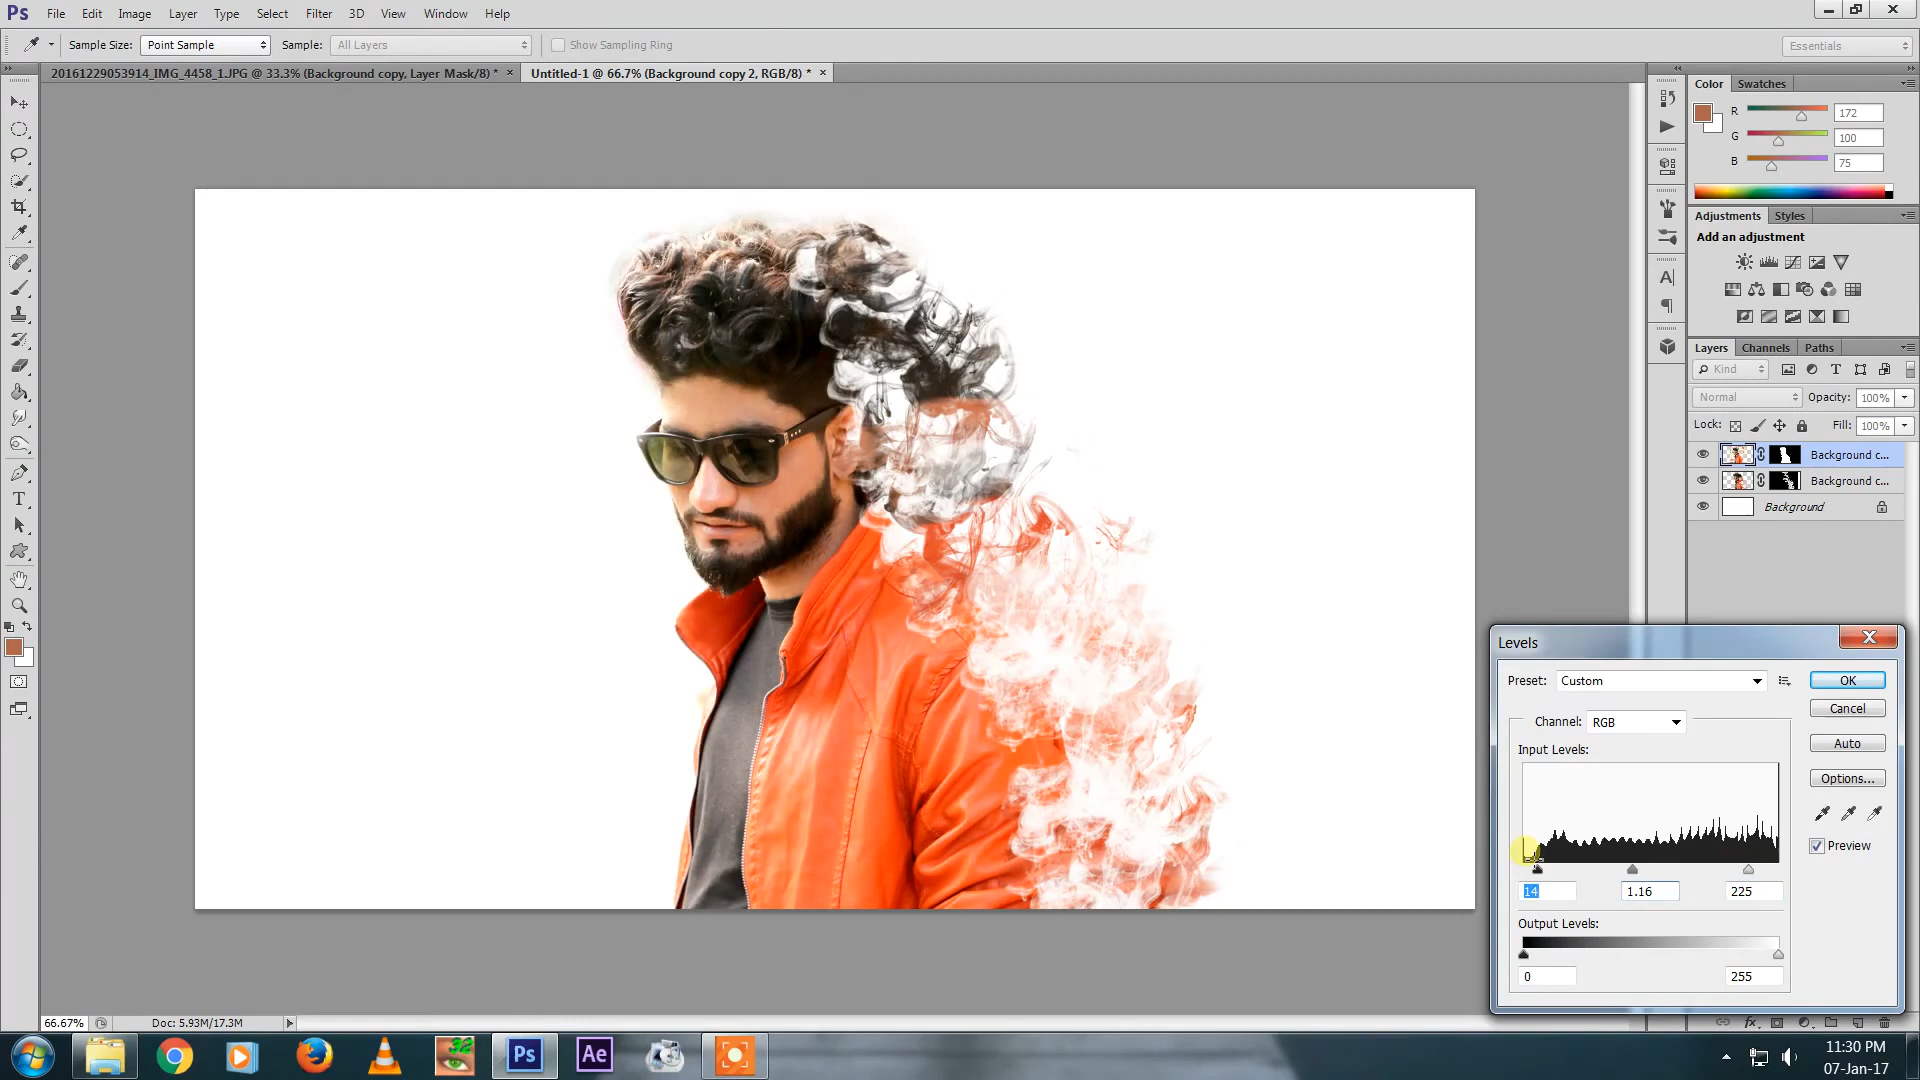 Ps File Edit Image Layer Type Select Filter 3D View Window Help
Sample Size: Point Sample Sample: All Layers Show Sampling Ring Essentials
20161229053914_IMG_4458_1.JPG @ 33.3% (Background copy, Layer Mask/8) * × Untitled-1 @ 66.7% (Background copy 2, RGB/8) * ×
Color Swatches
R 172
G 100
B 75
Adjustments Styles
Add an adjustment
Layers Channels Paths
Kind
Normal Opacity: 100%
Lock: Fill: 100%
Background c...
Background c...
Background
Levels
Preset: Custom OK
Cancel
Channel: RGB
Auto
Input Levels:
Options...
Preview
14 1.16 225
Output Levels:
0 255
66.67% Doc: 5.93M/17.3M
32 Ps Ae
11:30 PM
07-Jan-17